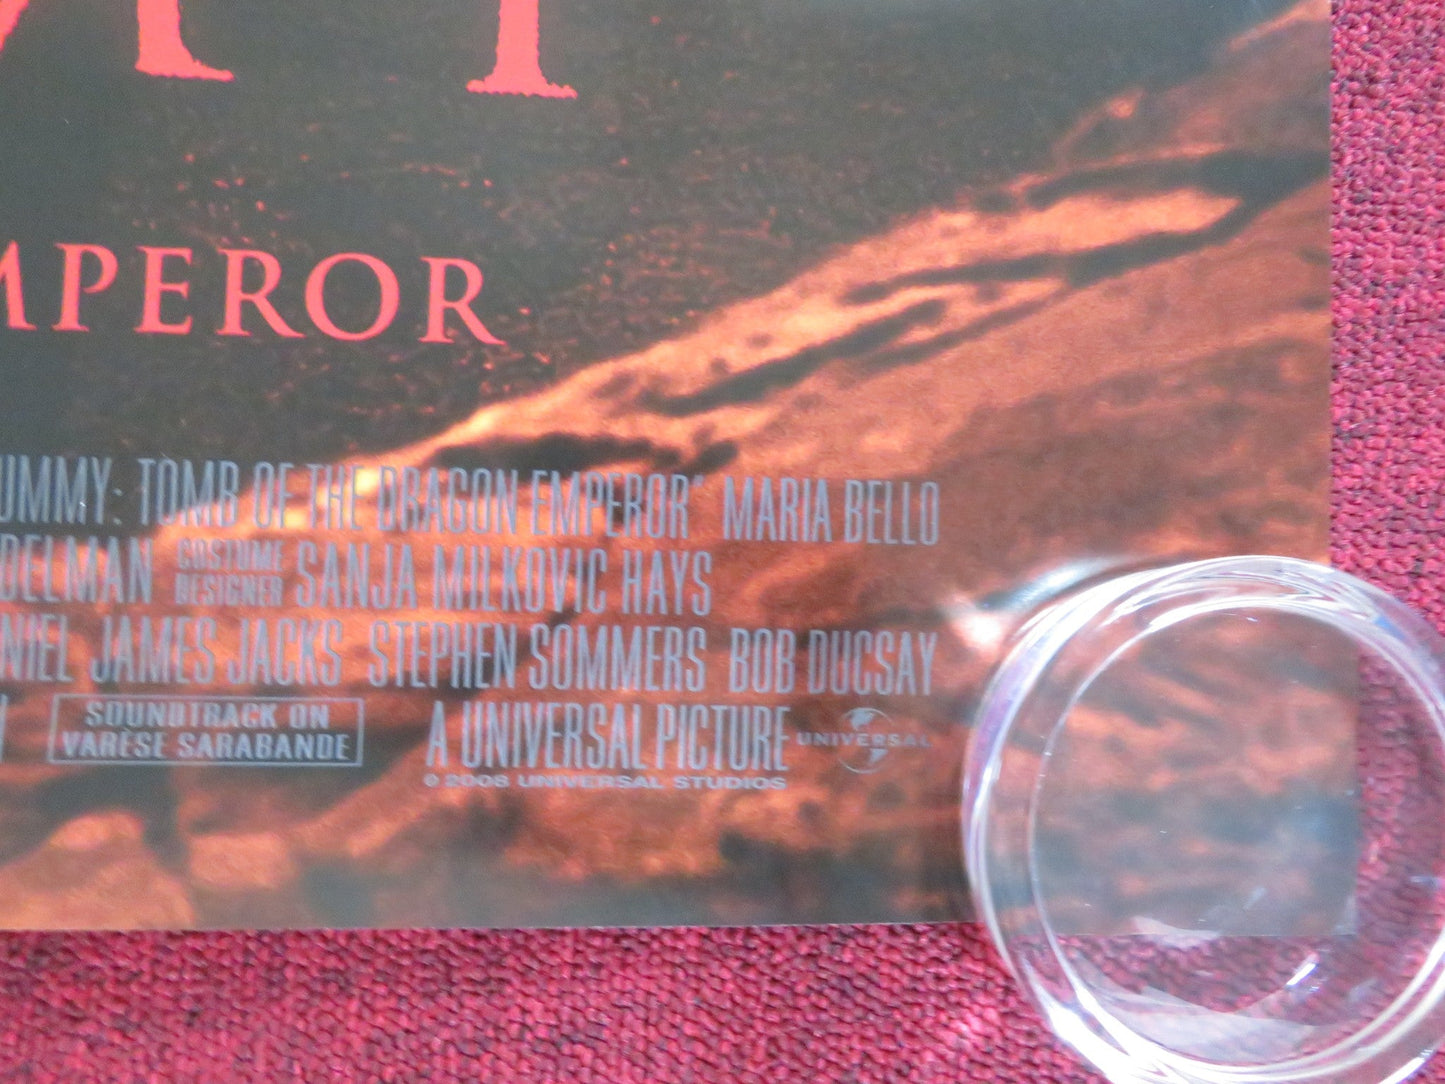 MPEROR
UMMY: TOMB OF THE DRAGON EMPEROR" MARIA BELLO
DELMAN COSTUME DESIGNER SANJA MILKOVIC HAYS
NIEL JAMES JACKS STEPHEN SOMMERS BOB DUCSAY
SOUNDTRACK ON
VARÈSE SARABANDE
A UNIVERSAL PICTURE UNIVERSAL
© 2008 UNIVERSAL STUDIOS